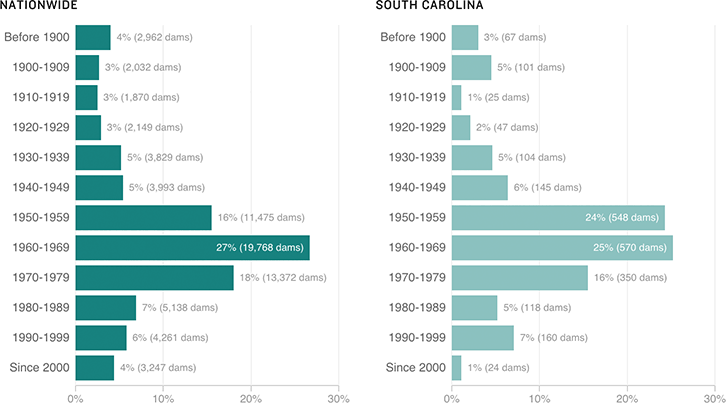 NATIONWIDE
Before 1900 4% (2,962 dams)
1900-1909 3% (2,032 dams)
1910-1919 3% (1,870 dams)
1920-1929 3% (2,149 dams)
1930-1939 5% (3,829 dams)
1940-1949 5% (3,993 dams)
1950-1959 16% (11,475 dams)
1960-1969 27% (19,768 dams)
1970-1979 18% (13,372 dams)
1980-1989 7% (5,138 dams)
1990-1999 6% (4,261 dams)
Since 2000 4% (3,247 dams)
0% 10% 20% 30%
SOUTH CAROLINA
Before 1900 3% (67 dams)
1900-1909 5% (101 dams)
1910-1919 1% (25 dams)
1920-1929 2% (47 dams)
1930-1939 5% (104 dams)
1940-1949 6% (145 dams)
1950-1959 24% (548 dams)
1960-1969 25% (570 dams)
1970-1979 16% (350 dams)
1980-1989 5% (118 dams)
1990-1999 7% (160 dams)
Since 2000 1% (24 dams)
0% 10% 20% 30%